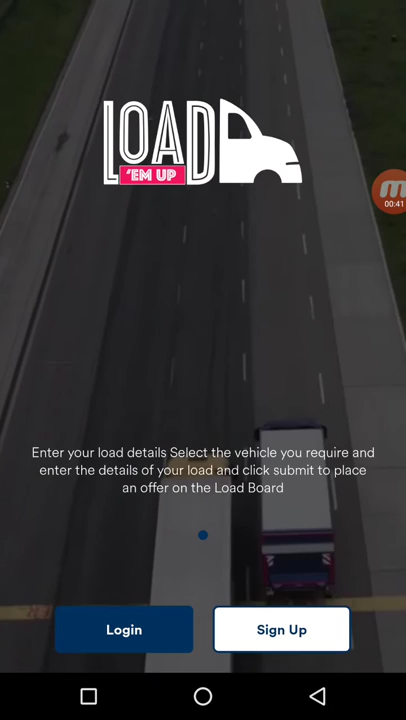 LOAD
'EM UP
00:41
Enter your load details Select the vehicle you require and
enter the details of your load and click submit to place
an offer on the Load Board
Login
Sign Up